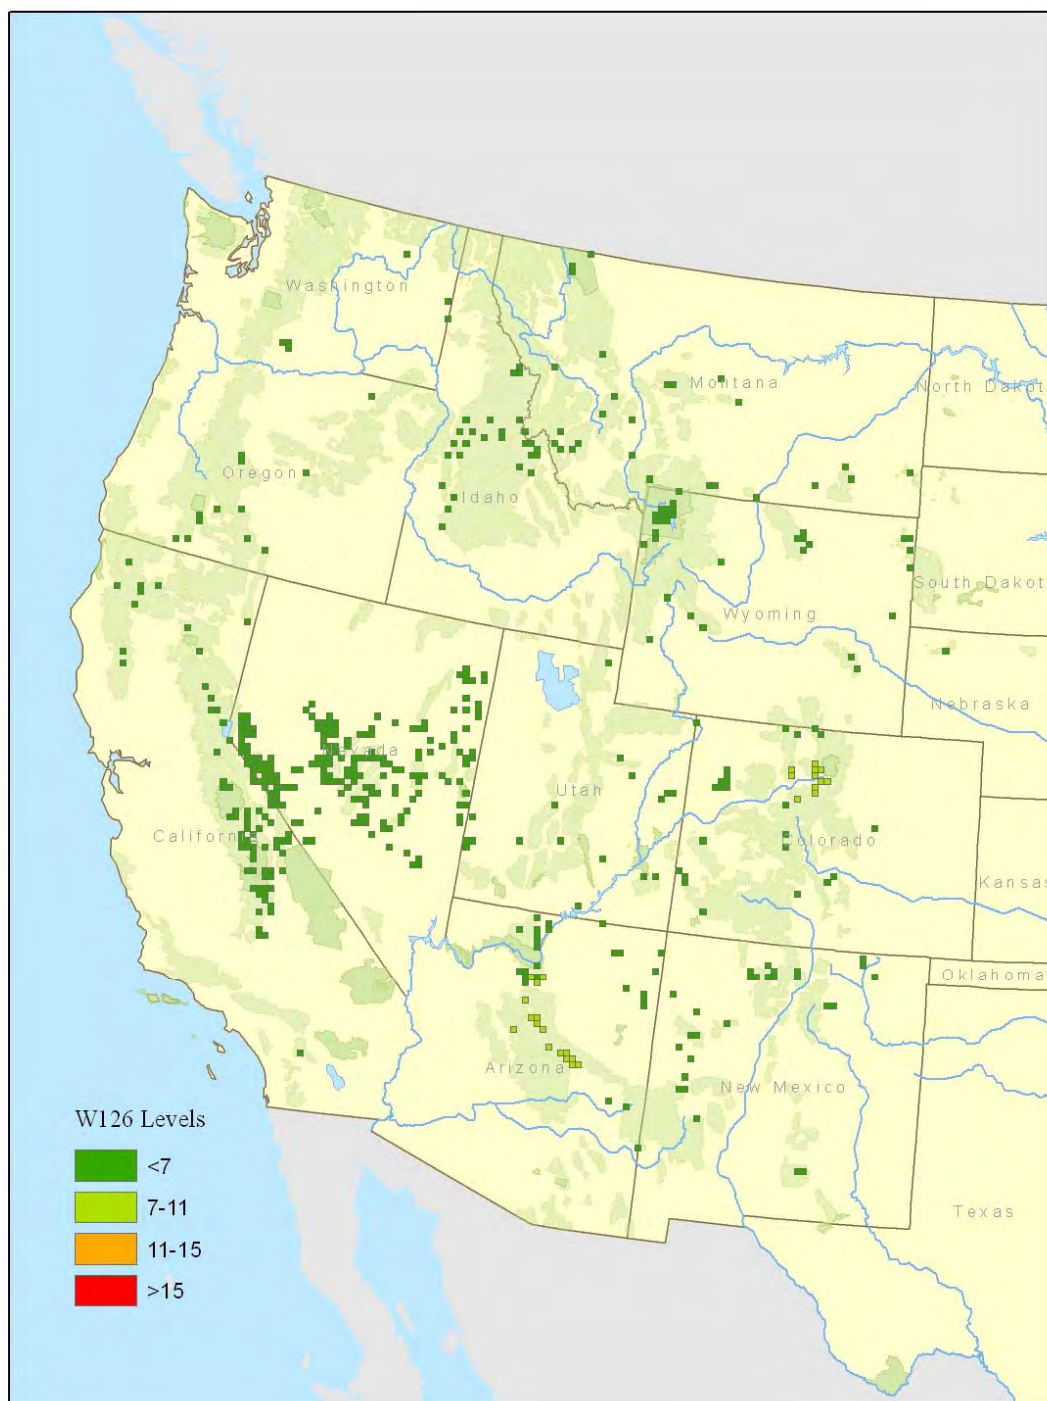 Washington
Montana
North Dakot
Oregon
Idaho
South Dakot
Wyoming
Nebraska
Nevada
Utah
California
Colorado
Kansas
Oklahoma
Arizona
New Mexico
Texas
W126 Levels
<7
7-11
11-15
>15